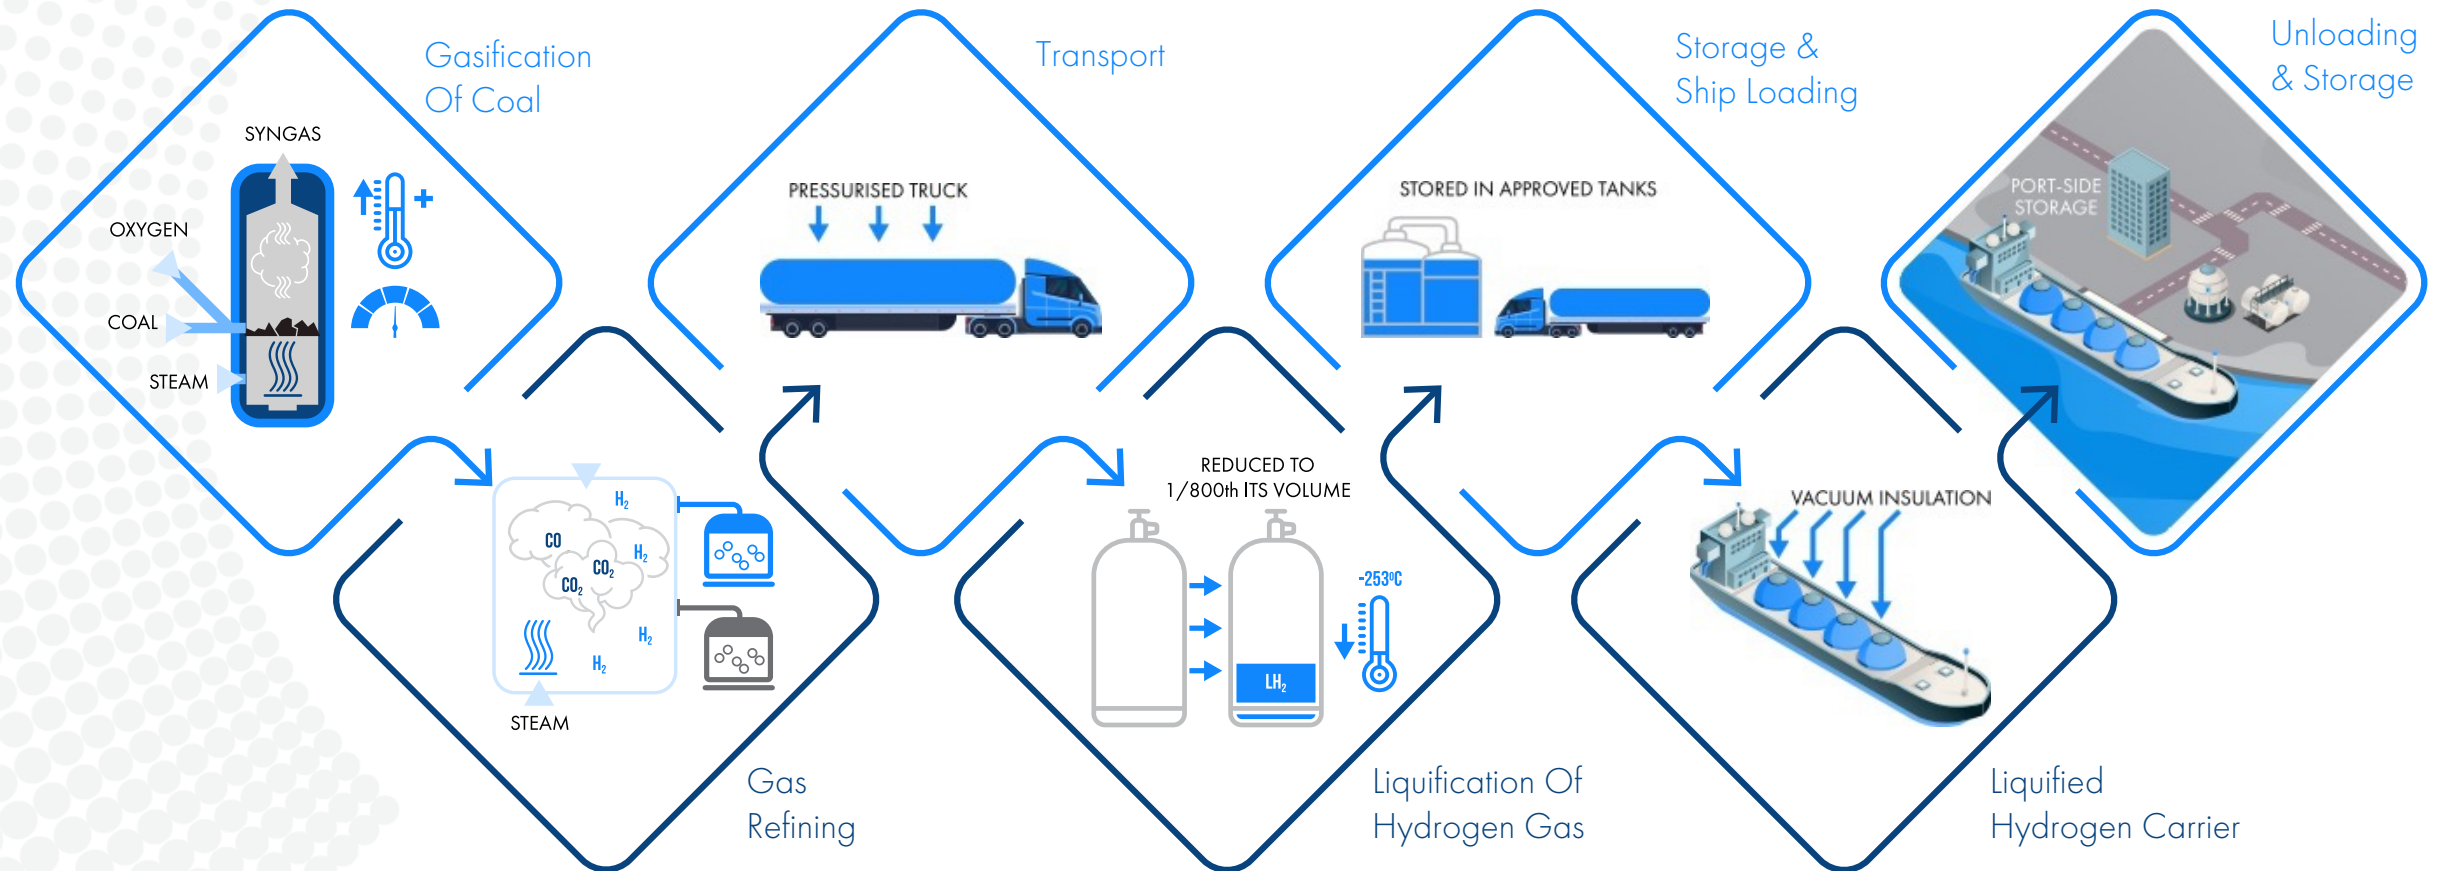 Gasification
Of Coal
SYNGAS
OXYGEN
COAL
STEAM
+
Gas
Refining
H₂
CO
H₂
CO₂
CO₂
H₂
H₂
STEAM
Transport
PRESSURISED TRUCK
Liquification Of
Hydrogen Gas
REDUCED TO
1/800th ITS VOLUME
-253ºC
LH₂
Storage &
Ship Loading
STORED IN APPROVED TANKS
Liquified
Hydrogen Carrier
VACUUM INSULATION
Unloading
& Storage
PORT-SIDE
STORAGE